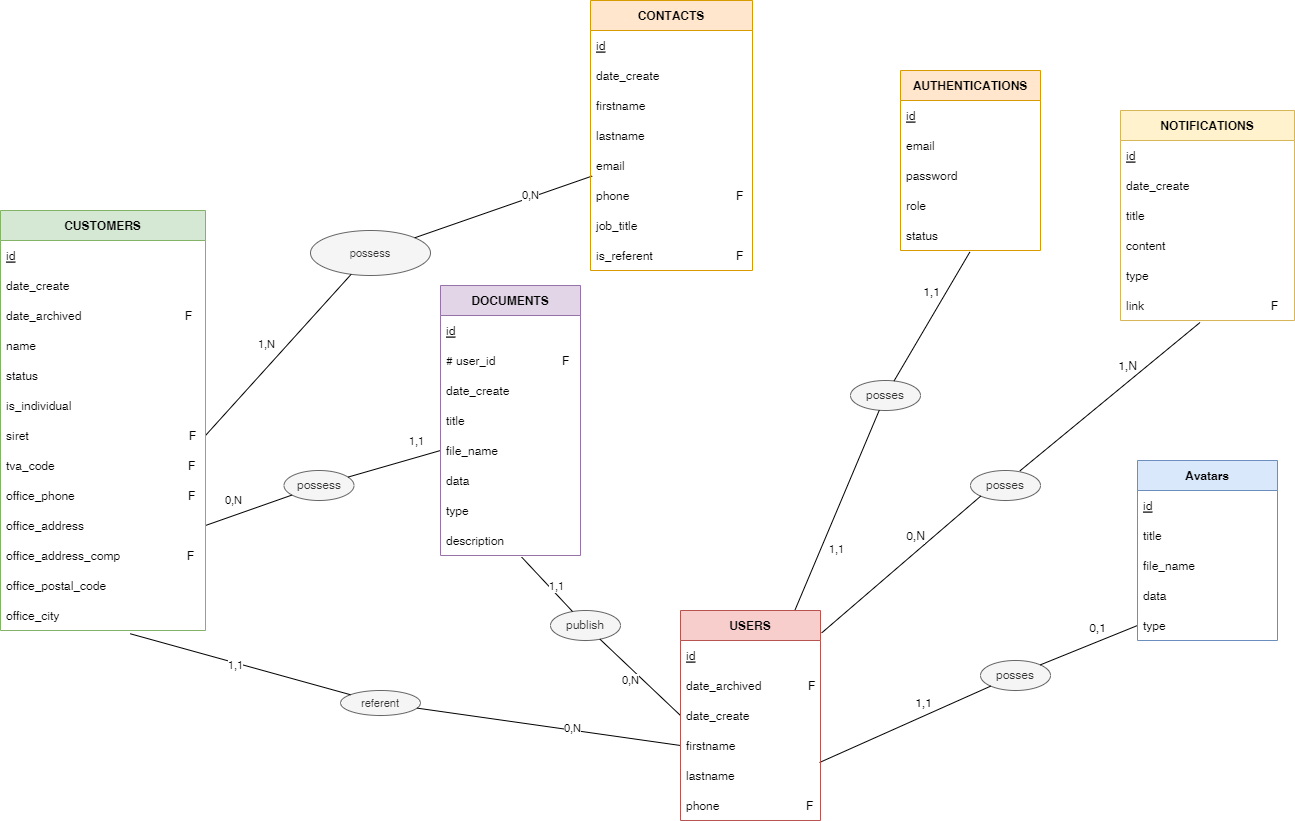 CONTACTS
id
date_create
firstname
lastname
email
phone F
job_title
is_referent F
AUTHENTICATIONS
id
email
password
role
status
NOTIFICATIONS
id
date_create
title
content
type
link F
CUSTOMERS
id
date_create
date_archived F
name
status
is_individual
siret F
tva_code F
office_phone F
office_address
office_address_comp F
office_postal_code
office_city
possess
0,N
1,N
DOCUMENTS
id
# user_id F
date_create
title
file_name
data
type
description
possess
1,1
0,N
1,1
posses
1,1
1,N
posses
0,N
Avatars
id
title
file_name
data
type
1,1
publish
0,N
USERS
id
date_archived F
date_create
firstname
lastname
phone F
0,1
posses
1,1
1,1
referent
0,N